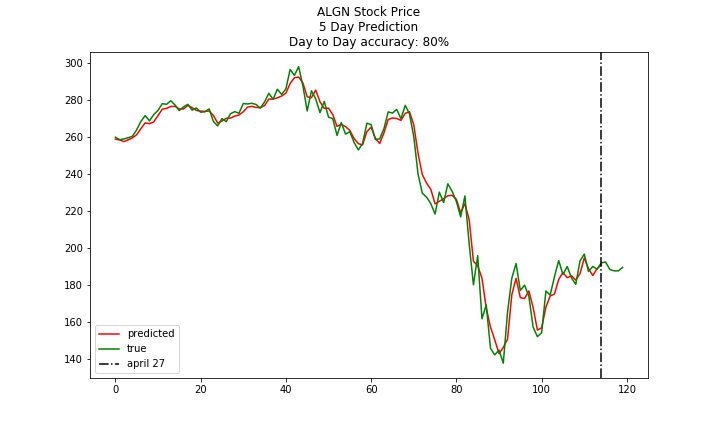 ALGN Stock Price
5 Day Prediction
Day to Day accuracy: 80%
300
280
260
240
220
200
180
160
140
predicted
true
april 27
0
20
40
60
80
100
120